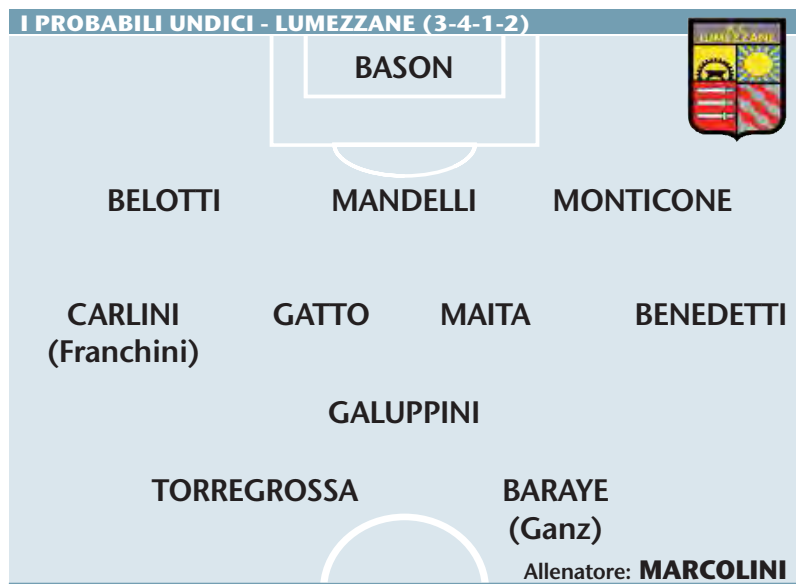 I PROBABILI UNDICI - LUMEZZANE (3-4-1-2)
LUMEZZANE
BASON
BELOTTI MANDELLI MONTICONE
CARLINI GATTO MAITA BENEDETTI
(Franchini)
GALUPPINI
TORREGROSSA BARAYE
(Ganz)
Allenatore: MARCOLINI